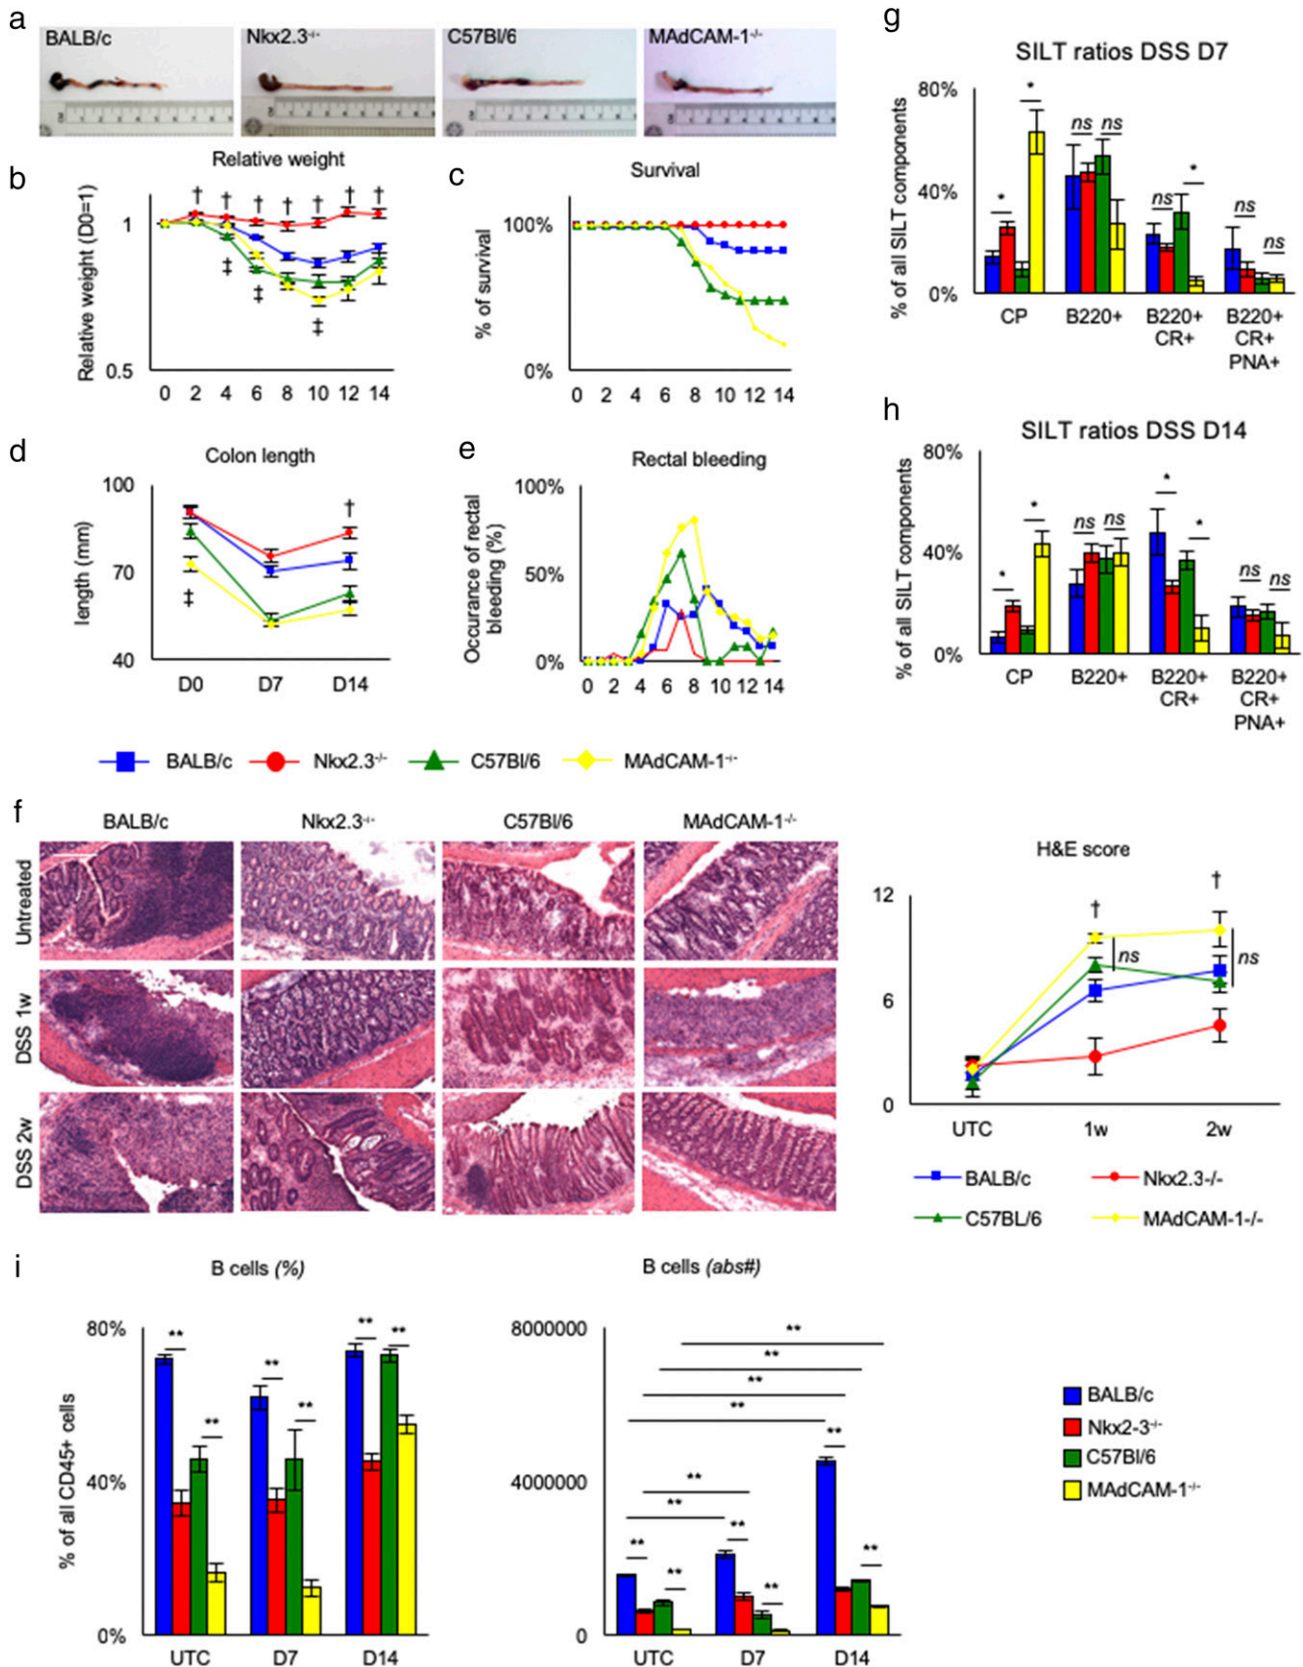 a
BALB/c
Nkx2.3-/-
C57Bl/6
MAdCAM-1-/-
b
Relative weight
Relative weight (D0=1)
1
0.5
† † † † † † †
‡
‡
‡
0 2 4 6 8 10 12 14
c
Survival
% of survival
100%
0%
0 2 4 6 8 10 12 14
d
Colon length
length (mm)
100
70
40
†
‡
D0 D7 D14
e
Rectal bleeding
Occurrance of rectal
bleeding (%)
100%
50%
0%
0 2 4 6 8 10 12 14
BALB/c
Nkx2.3-/-
C57Bl/6
MAdCAM-1-/-
g
SILT ratios DSS D7
% of all SILT components
80%
40%
0%
* * ns ns ns * ns ns
CP
B220+
B220+
CR+
B220+
CR+
PNA+
h
SILT ratios DSS D14
% of all SILT components
80%
40%
0%
* * ns ns * * ns ns
CP
B220+
B220+
CR+
B220+
CR+
PNA+
f
BALB/c
Nkx2.3-/-
C57Bl/6
MAdCAM-1-/-
Untreated
DSS 1w
DSS 2w
H&E score
12
6
0
†
†
ns
ns
UTC 1w 2w
BALB/c
Nkx2.3-/-
C57BL/6
MAdCAM-1-/-
i
B cells (%)
% of all CD45+ cells
80%
40%
0%
** ** ** ** ** **
UTC D7 D14
B cells (abs#)
8000000
4000000
0
**
**
**
**
**
**
** ** ** ** ** **
UTC D7 D14
BALB/c
Nkx2-3-/-
C57Bl/6
MAdCAM-1-/-